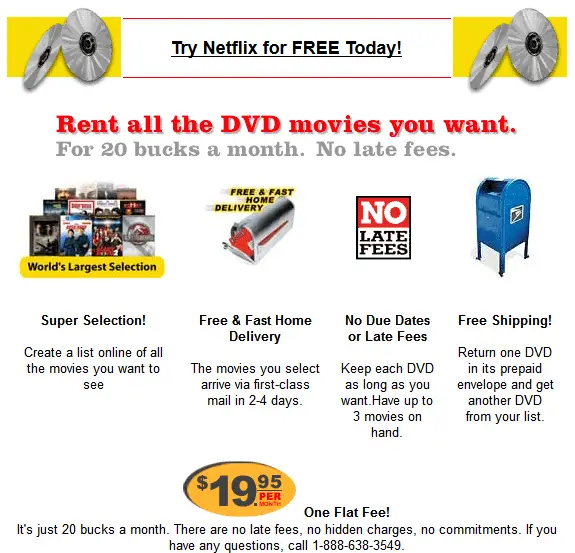 Try Netflix for FREE Today!
Rent all the DVD movies you want.
For 20 bucks a month. No late fees.
World's Largest Selection
FREE & FAST
HOME
DELIVERY
NO
LATE
FEES
Super Selection!
Create a list online of all
the movies you want to
see
Free & Fast Home
Delivery
The movies you select
arrive via first-class
mail in 2-4 days.
No Due Dates
or Late Fees
Keep each DVD
as long as you
want.Have up to
3 movies on
hand.
Free Shipping!
Return one DVD
in its prepaid
envelope and get
another DVD
from your list.
$19.95
PER
MONTH
One Flat Fee!
It's just 20 bucks a month. There are no late fees, no hidden charges, no commitments. If you
have any questions, call 1-888-638-3549.